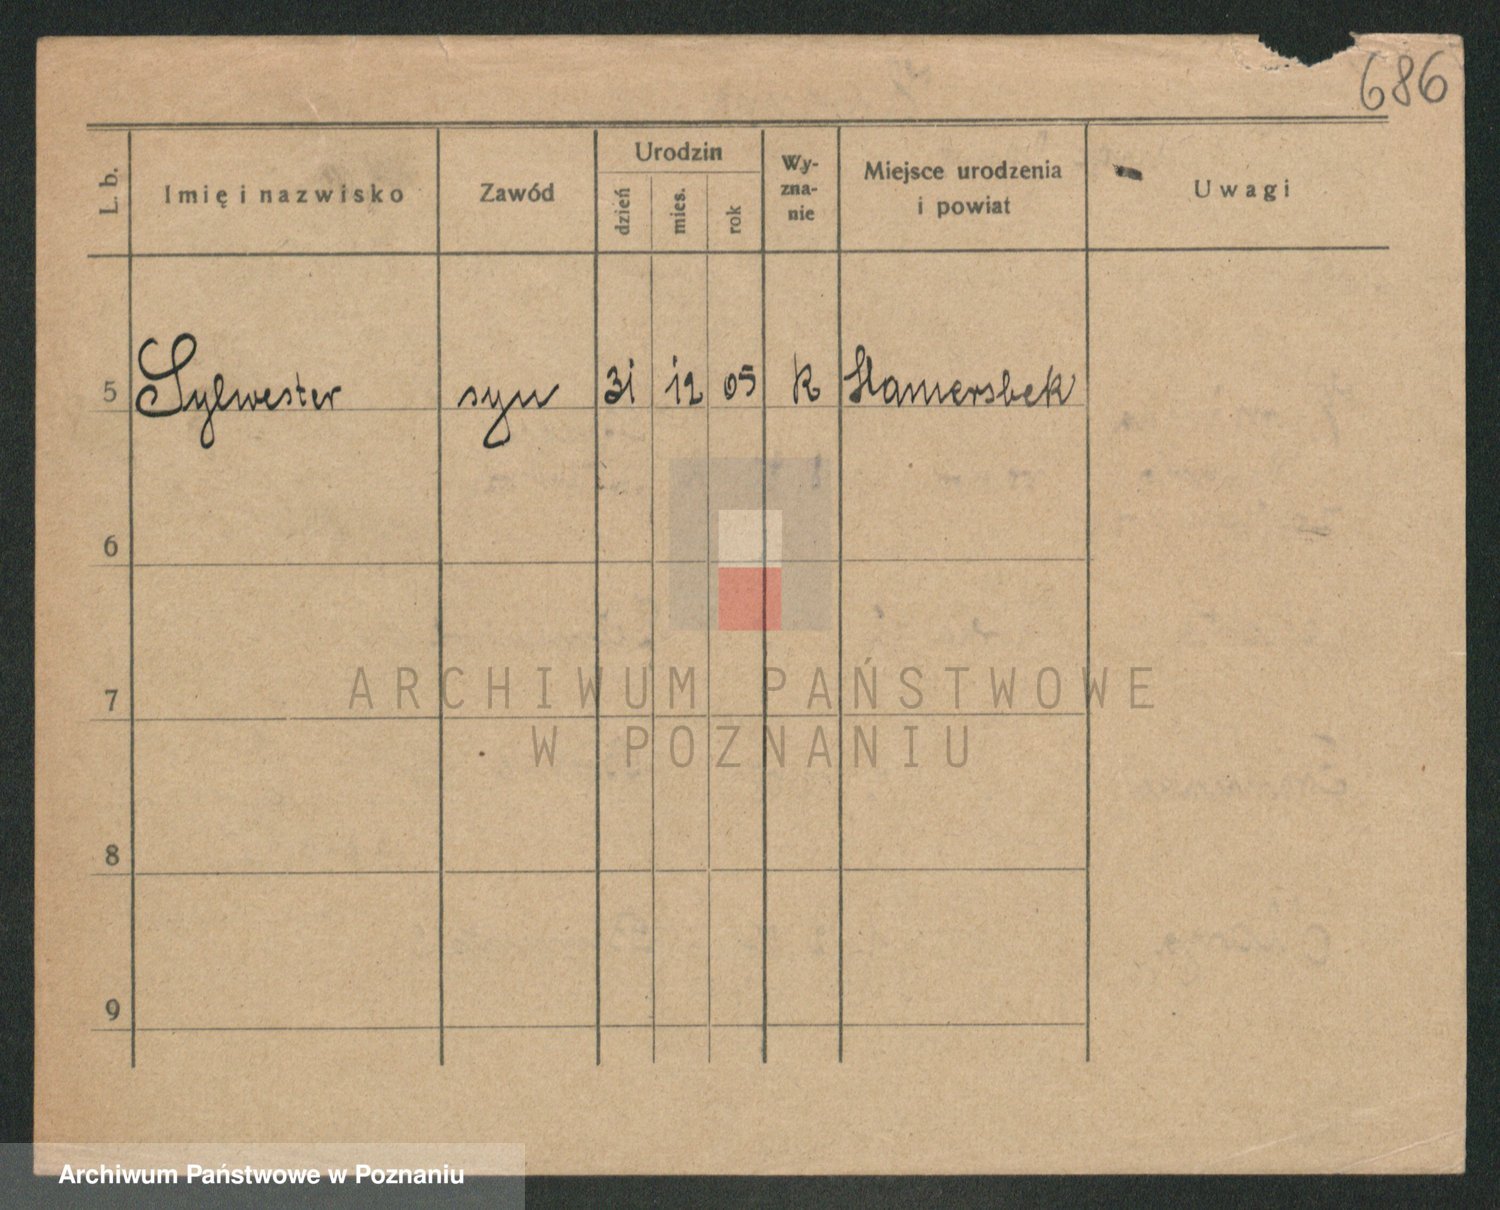 686
L. b. Imię i nazwisko Zawód Urodzin Wy-
zna-
nie Miejsce urodzenia
i powiat Uwagi
dzień mies. rok
5 Sylwester syn 31 12 05 k Hamersbek
6
7
8
9
ARCHIWUM PAŃSTWOWE
W POZNANIU
Archiwum Państwowe w Poznaniu